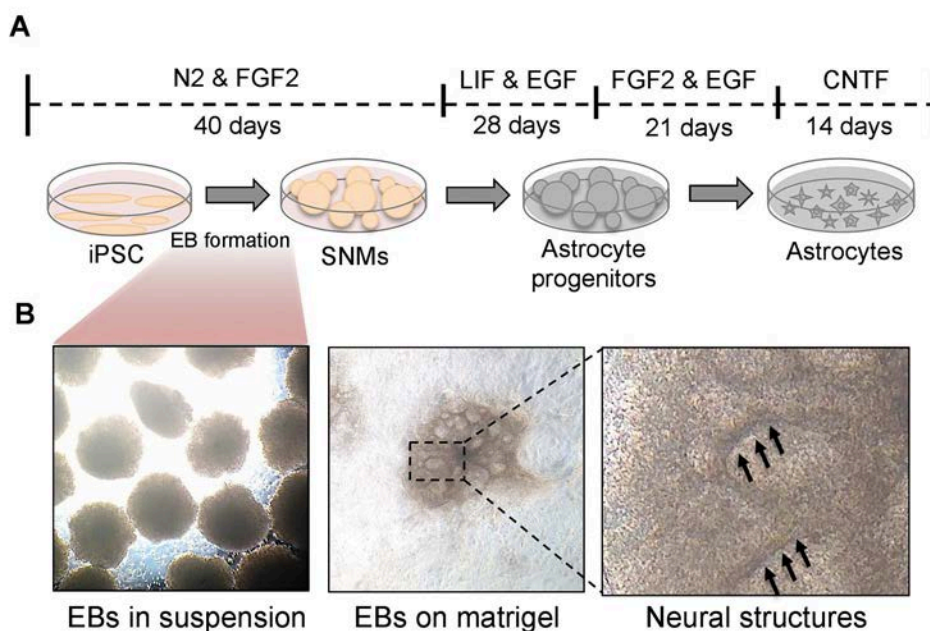 A
N2 & FGF2
LIF & EGF
FGF2 & EGF
CNTF
40 days
28 days
21 days
14 days
iPSC
EB formation
SNMs
Astrocyte
progenitors
Astrocytes
B
EBs in suspension
EBs on matrigel
Neural structures